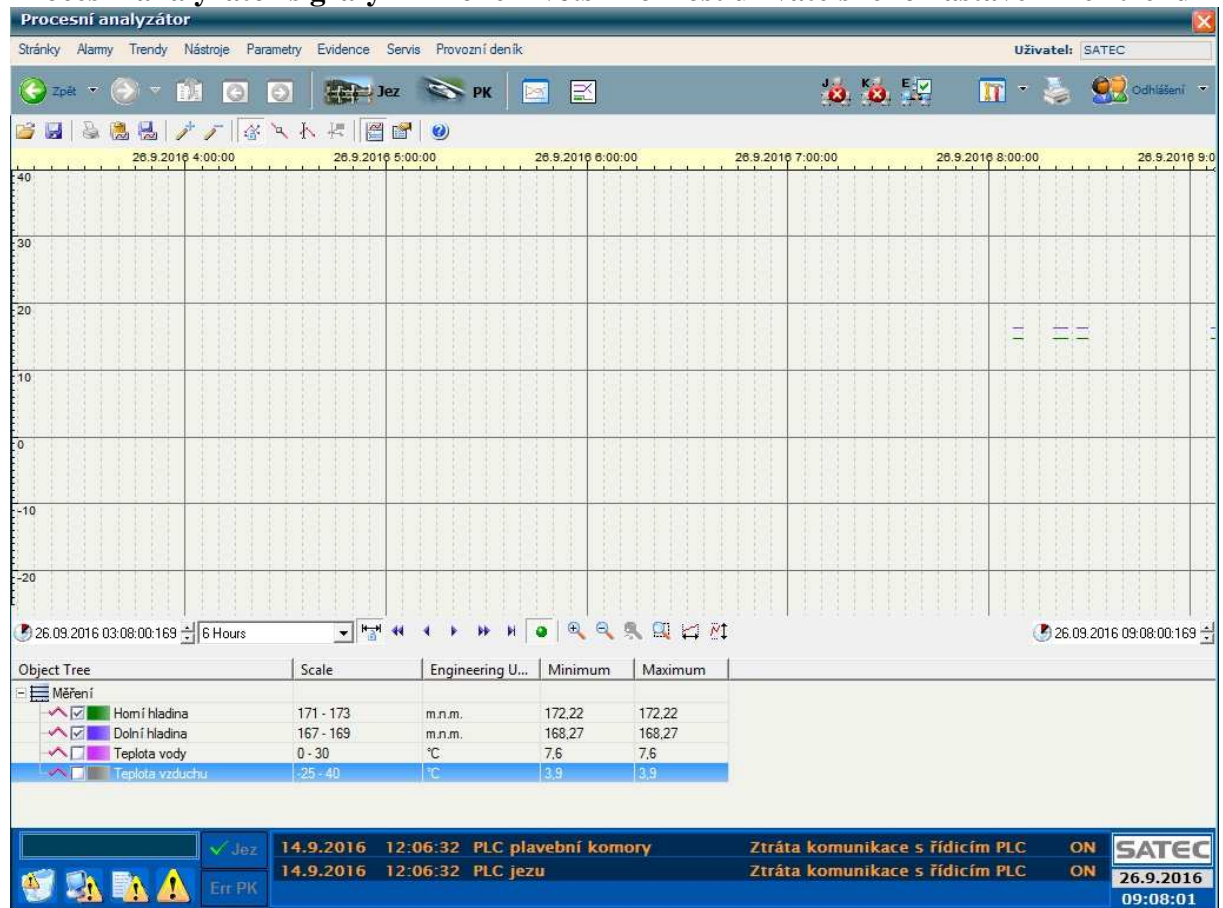 Procesní analyzátor
Stránky Alarmy Trendy Nástroje Parametry Evidence Servis Provozní deník Uživatel: SATEC
Zpět Jez PK J K E Odhlášení
26.9.2016 4:00:00 26.9.2016 5:00:00 26.9.2016 6:00:00 26.9.2016 7:00:00 26.9.2016 8:00:00 26.9.2016 9:0
40
30
20
10
0
-10
-20
26.09.2016 03:08:00:169 6 Hours 26.09.2016 09:08:00:169
Object Tree Scale Engineering U... Minimum Maximum
Měření
Horní hladina 171 - 173 m.n.m. 172,22 172,22
Dolní hladina 167 - 169 m.n.m. 168,27 168,27
Teplota vody 0 - 30 °C 7,6 7,6
Teplota vzduchu -25 - 40 °C 3,9 3,9
Jez 14.9.2016 12:06:32 PLC plavební komory Ztráta komunikace s řídicím PLC ON SATEC
Err PK 14.9.2016 12:06:32 PLC jezu Ztráta komunikace s řídicím PLC ON 26.9.2016
09:08:01